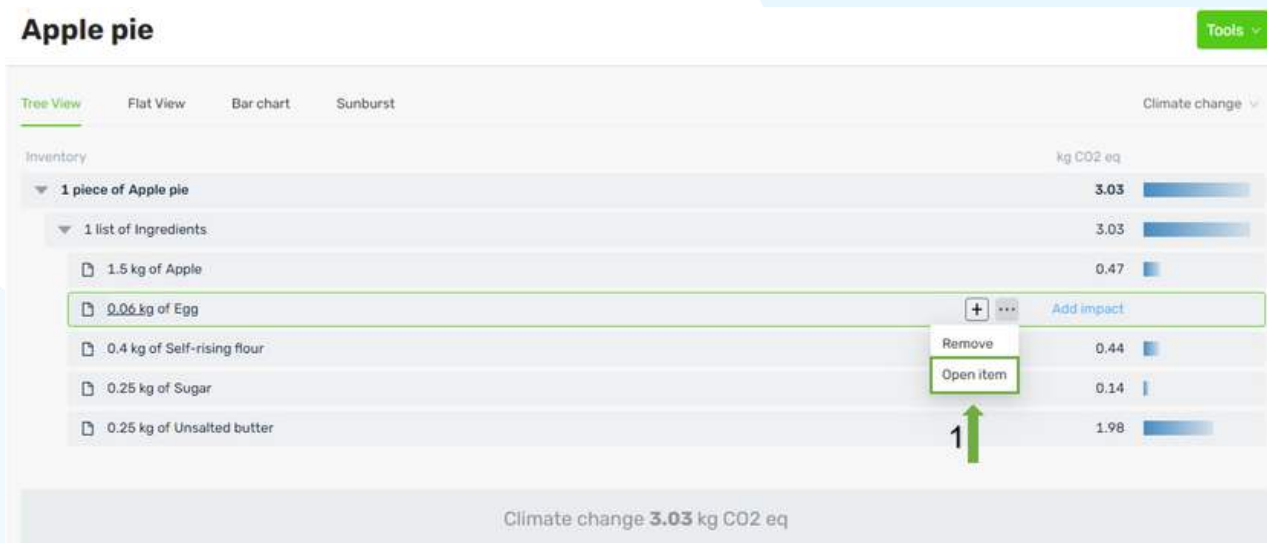 Apple pie
Tools
Tree View Flat View Bar chart Sunburst Climate change
Inventory kg CO2 eq
1 piece of Apple pie 3.03
1 list of Ingredients 3.03
1.5 kg of Apple 0.47
0.06 kg of Egg + ... Add impact
Remove
0.4 kg of Self-rising flour 0.44
Open item
0.25 kg of Sugar 0.14
0.25 kg of Unsalted butter 1.98
1
Climate change 3.03 kg CO2 eq